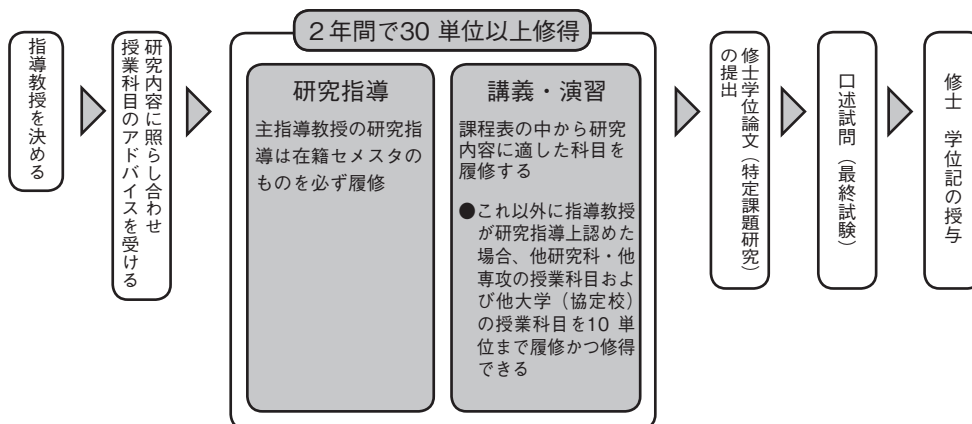 指導教授を決める
研究内容に照らし合わせ
授業科目のアドバイスを受ける
２年間で30 単位以上修得
研究指導
主指導教授の研究指
導は在籍セメスタの
ものを必ず履修
講義・演習
課程表の中から研究
内容に適した科目を
履修する
●これ以外に指導教授
が研究指導上認めた
場合、他研究科・他
専攻の授業科目およ
び他大学（協定校）
の授業科目を10 単
位まで履修かつ修得
できる
修士学位論文（特定課題研究）
の提出
口述試問（最終試験）
修士 学位記の授与